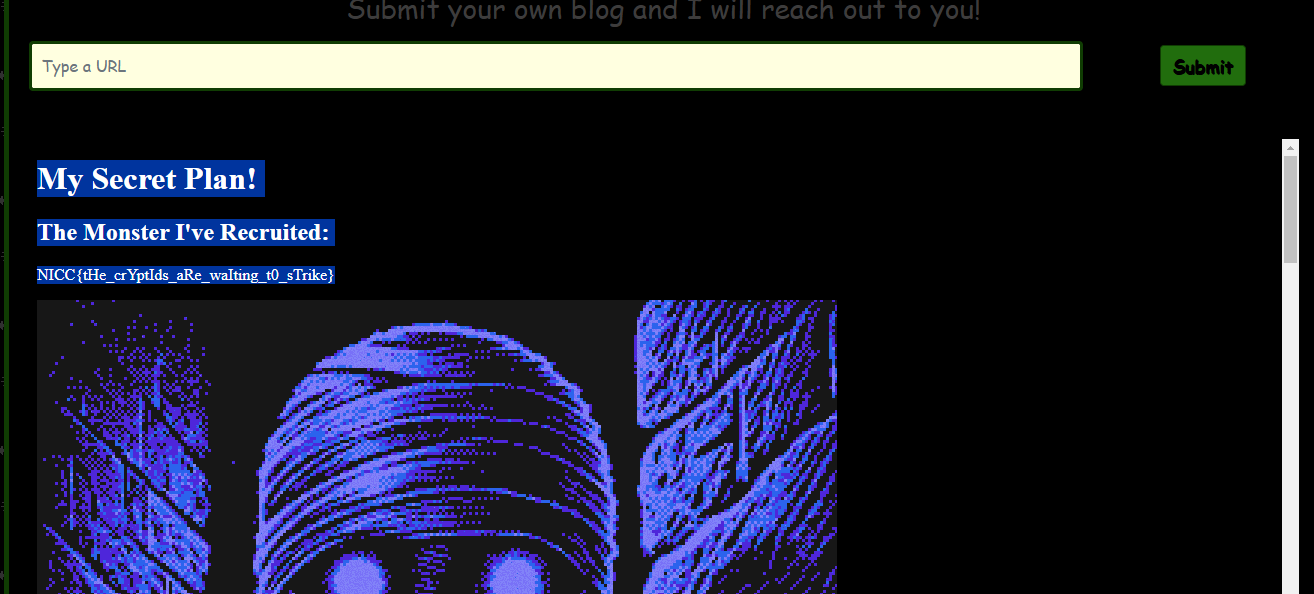 Submit your own blog and I will reach out to you!
Type a URL
Submit
My Secret Plan!
The Monster I've Recruited:
NICC{tHe_crYptIds_aRe_waIting_t0_sTrike}